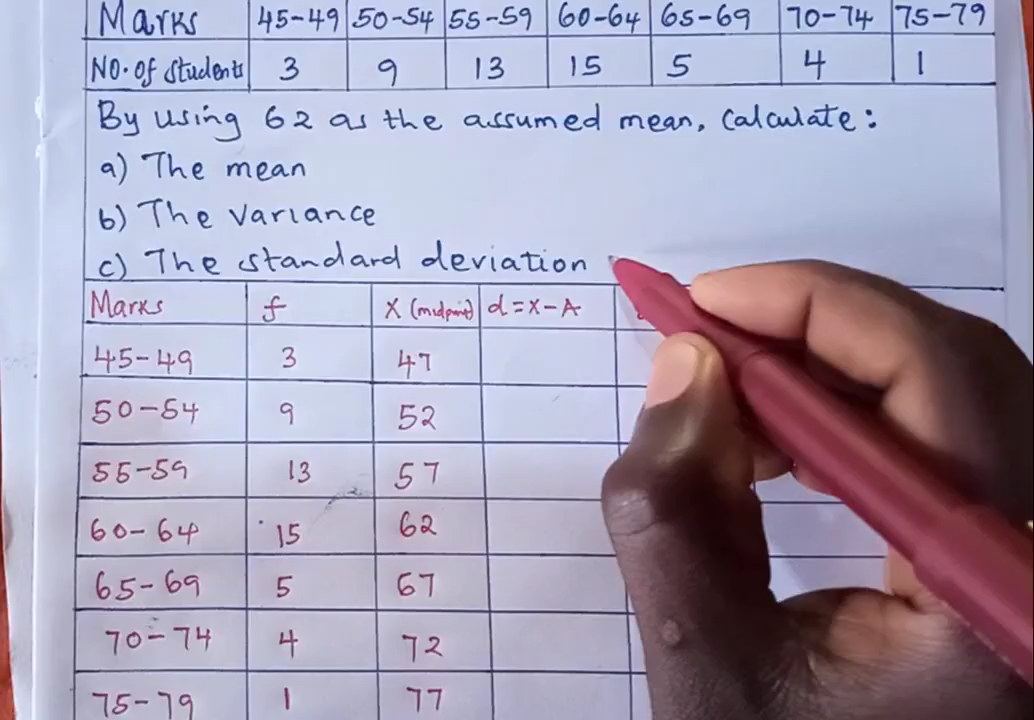 Marks 45-49 50-54 55-59 60-64 65-69 70-74 75-79
No. of Students 3 9 13 15 5 4 1
By using 62 as the assumed mean, Calculate:
a) The mean
b) The Variance
c) The standard deviation
Marks f X (midpoint) d=X-A
45-49 3 47
50-54 9 52
55-59 13 57
60-64 15 62
65-69 5 67
70-74 4 72
75-79 1 77